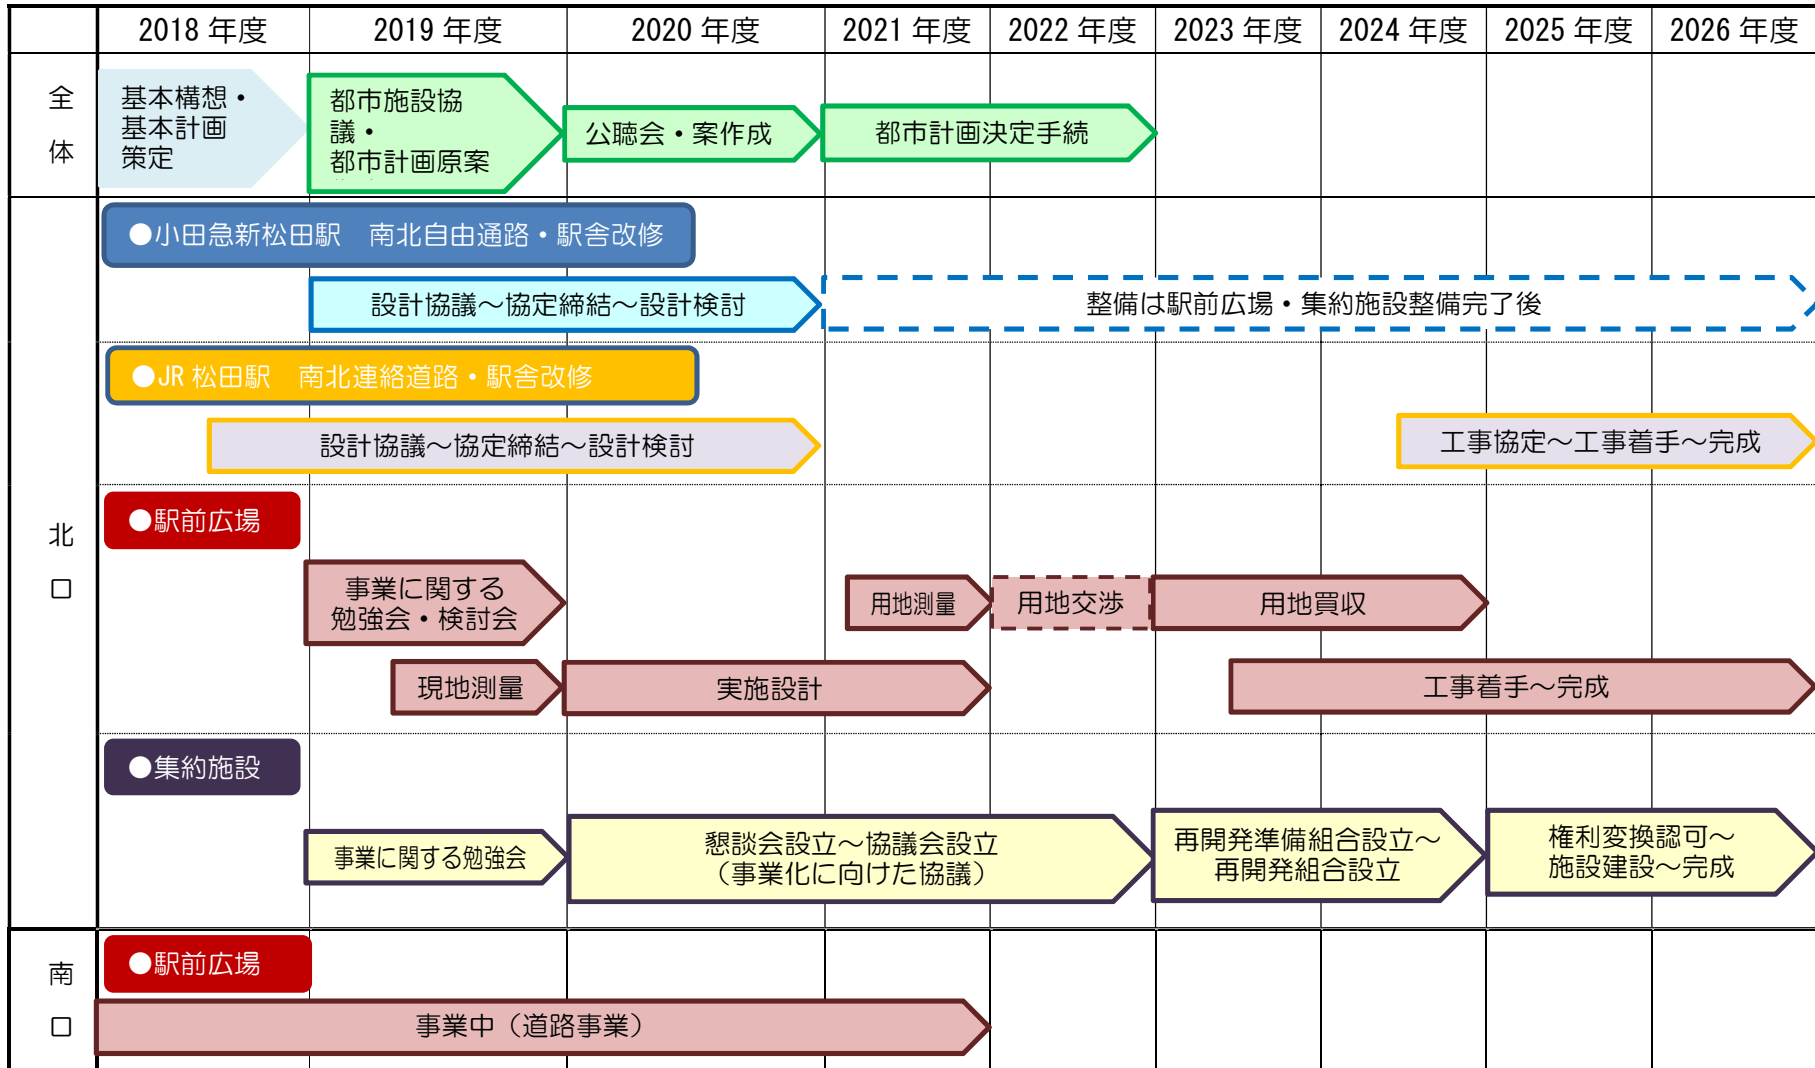 2018 年度
2019 年度
2020 年度
2021 年度
2022 年度
2023 年度
2024 年度
2025 年度
2026 年度
全
体
基本構想・
基本計画
策定
都市施設協
議・
都市計画原案
公聴会・案作成
都市計画決定手続
北
口
●小田急新松田駅　南北自由通路・駅舎改修
設計協議～協定締結～設計検討
整備は駅前広場・集約施設整備完了後
●JR 松田駅　南北連絡道路・駅舎改修
設計協議～協定締結～設計検討
工事協定～工事着手～完成
●駅前広場
事業に関する
勉強会・検討会
用地測量
用地交渉
用地買収
現地測量
実施設計
工事着手～完成
●集約施設
事業に関する勉強会
懇談会設立～協議会設立
（事業化に向けた協議）
再開発準備組合設立～
再開発組合設立
権利変換認可～
施設建設～完成
南
口
●駅前広場
事業中（道路事業）